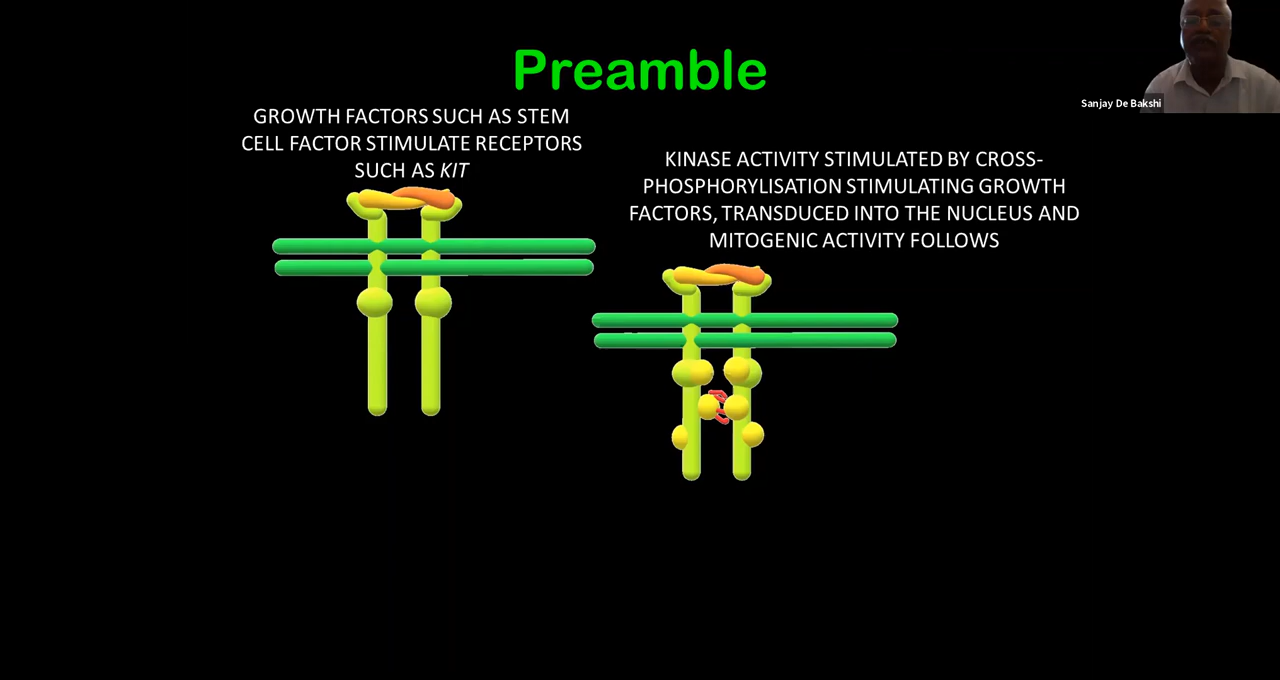 Preamble
Sanjay De Bakshi
GROWTH FACTORS SUCH AS STEM
CELL FACTOR STIMULATE RECEPTORS
SUCH AS KIT
KINASE ACTIVITY STIMULATED BY CROSS-
PHOSPHORYLISATION STIMULATING GROWTH
FACTORS, TRANSDUCED INTO THE NUCLEUS AND
MITOGENIC ACTIVITY FOLLOWS